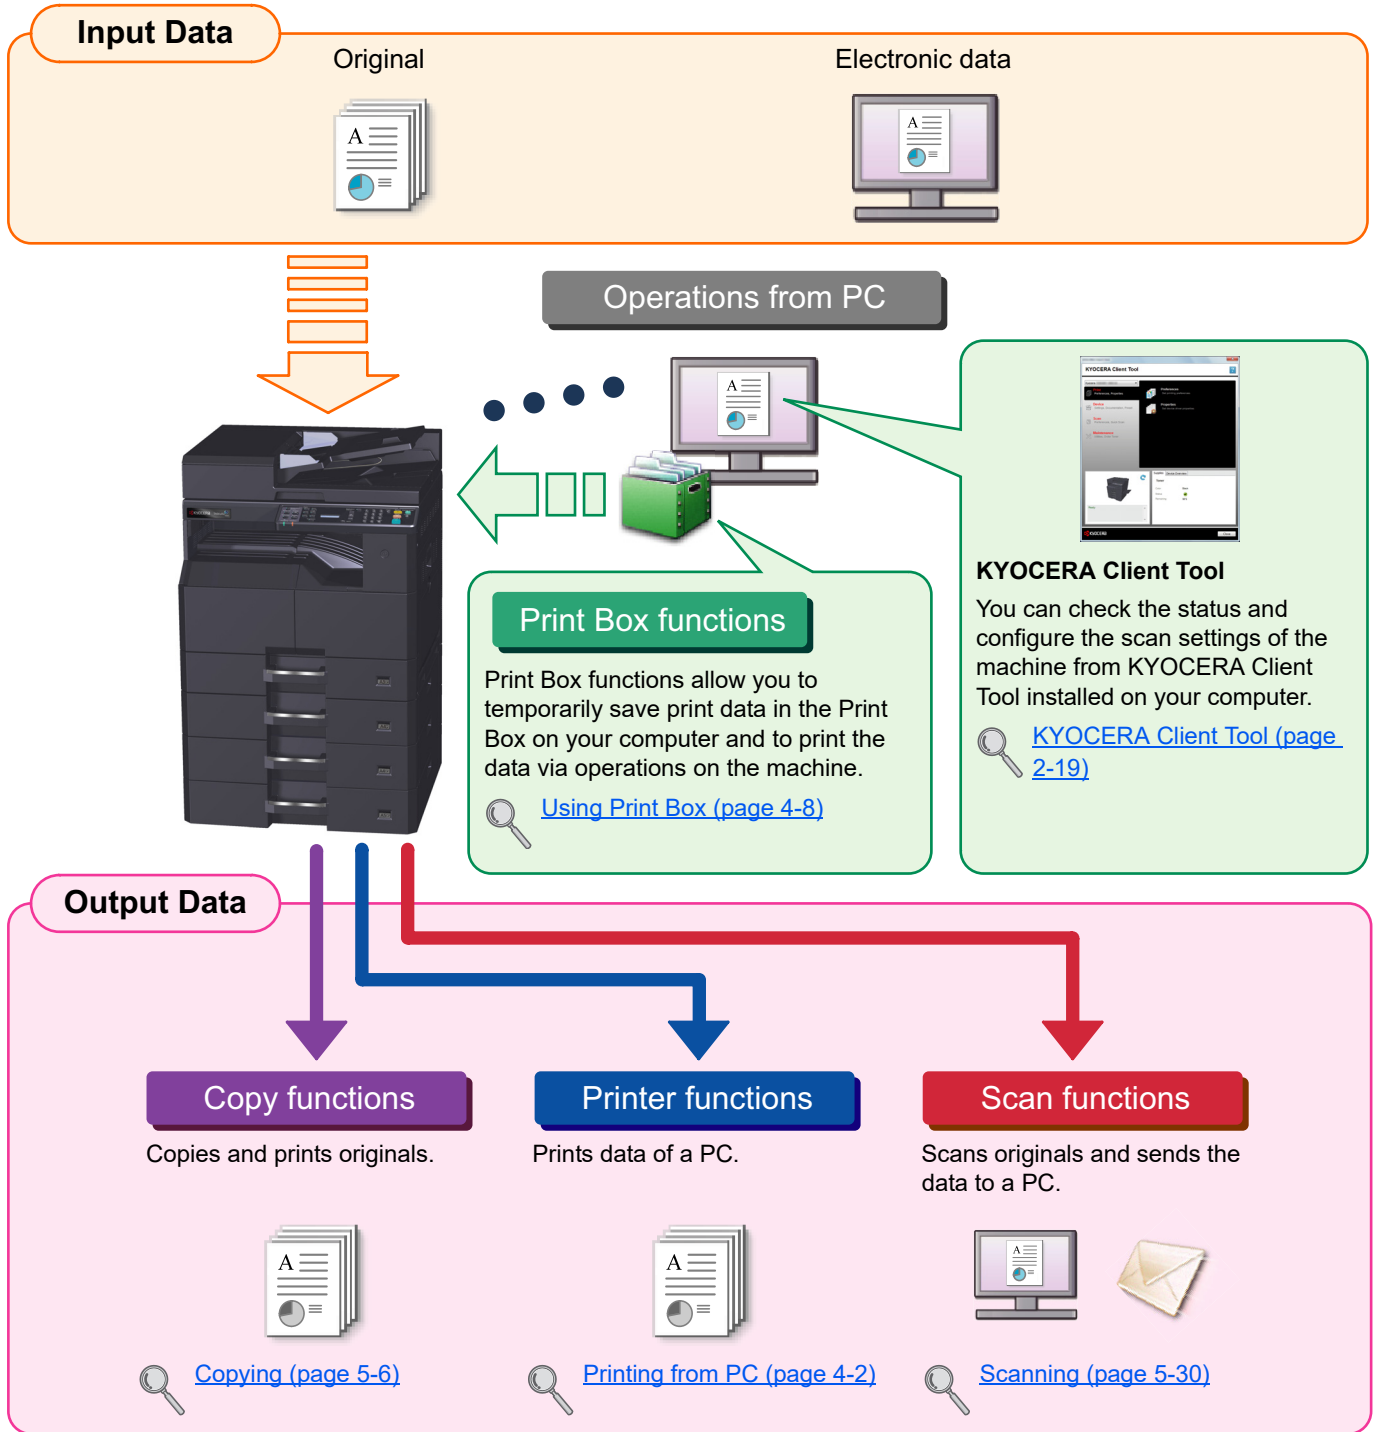 Input Data
Original
Electronic data
A
A
Operations from PC
A
KYOCERA Client Tool
KYOCERA Client Tool
You can check the status and
configure the scan settings of the
machine from KYOCERA Client
Tool installed on your computer.
KYOCERA Client Tool (page
2-19)
Print Box functions
Print Box functions allow you to
temporarily save print data in the Print
Box on your computer and to print the
data via operations on the machine.
Using Print Box (page 4-8)
Output Data
Copy functions
Copies and prints originals.
A
Copying (page 5-6)
Printer functions
Prints data of a PC.
A
Printing from PC (page 4-2)
Scan functions
Scans originals and sends the
data to a PC.
A
Scanning (page 5-30)